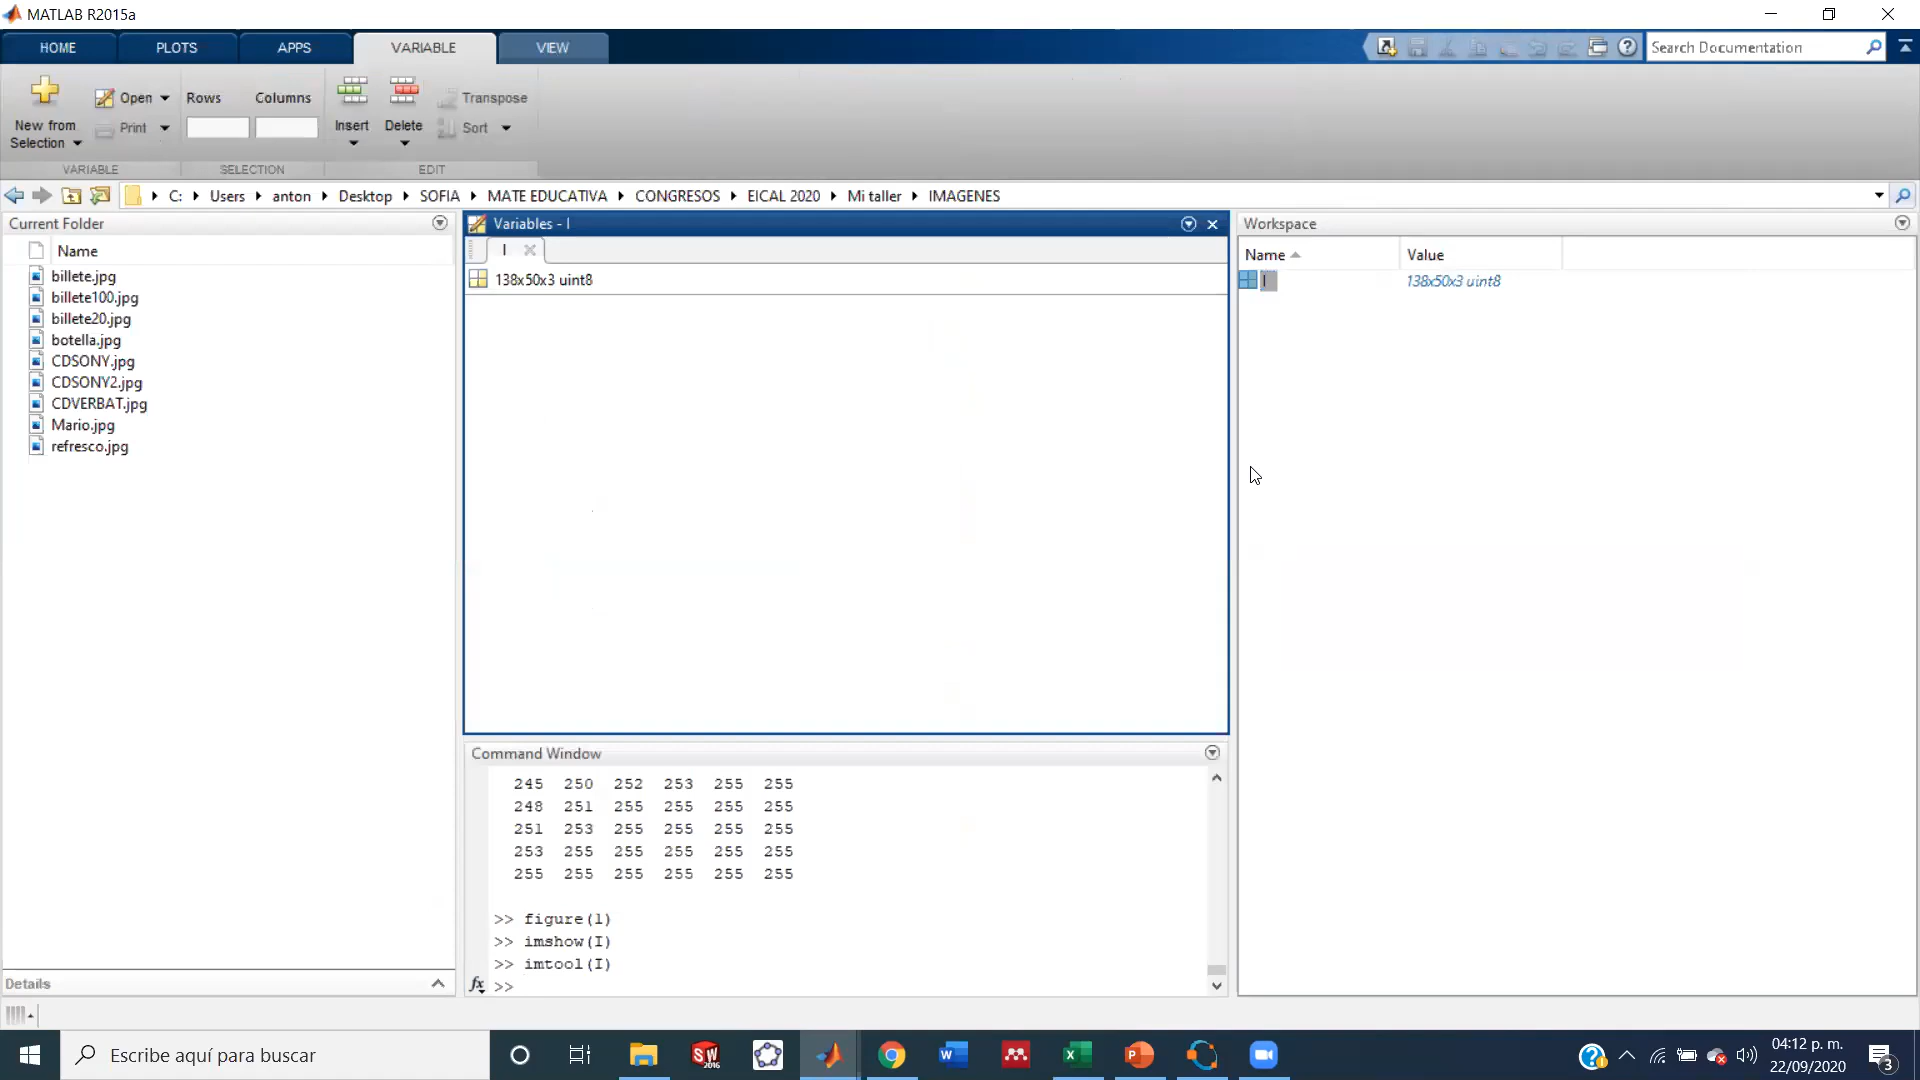 MATLAB R2015a
HOME PLOTS APPS VARIABLE VIEW
Search Documentation
New from Selection
Open
Print
Rows Columns
Insert Delete
Transpose
Sort
VARIABLE SELECTION EDIT
C: Users anton Desktop SOFIA MATE EDUCATIVA CONGRESOS EICAL 2020 Mi taller IMAGENES
Current Folder
Name
billete.jpg
billete100.jpg
billete20.jpg
botella.jpg
CDSONY.jpg
CDSONY2.jpg
CDVERBAT.jpg
Mario.jpg
refresco.jpg
Details
Variables - I
I
138x50x3 uint8
Command Window
245 250 252 253 255 255
248 251 255 255 255 255
251 253 255 255 255 255
253 255 255 255 255 255
255 255 255 255 255 255
>> figure(1)
>> imshow(I)
>> imtool(I)
fx >>
Workspace
Name Value
I 138x50x3 uint8
Escribe aquí para buscar
SW
2016
W
X
P
04:12 p. m.
22/09/2020
3